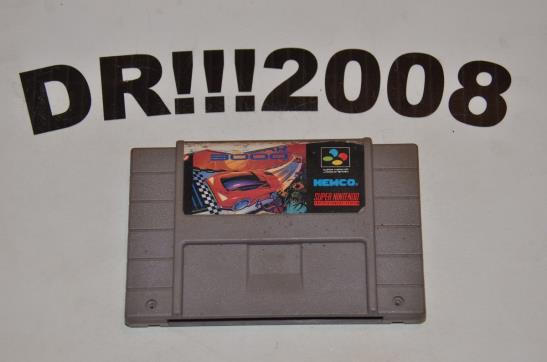 DR!!!2008
3000
KEMCO
SUPER NINTENDO